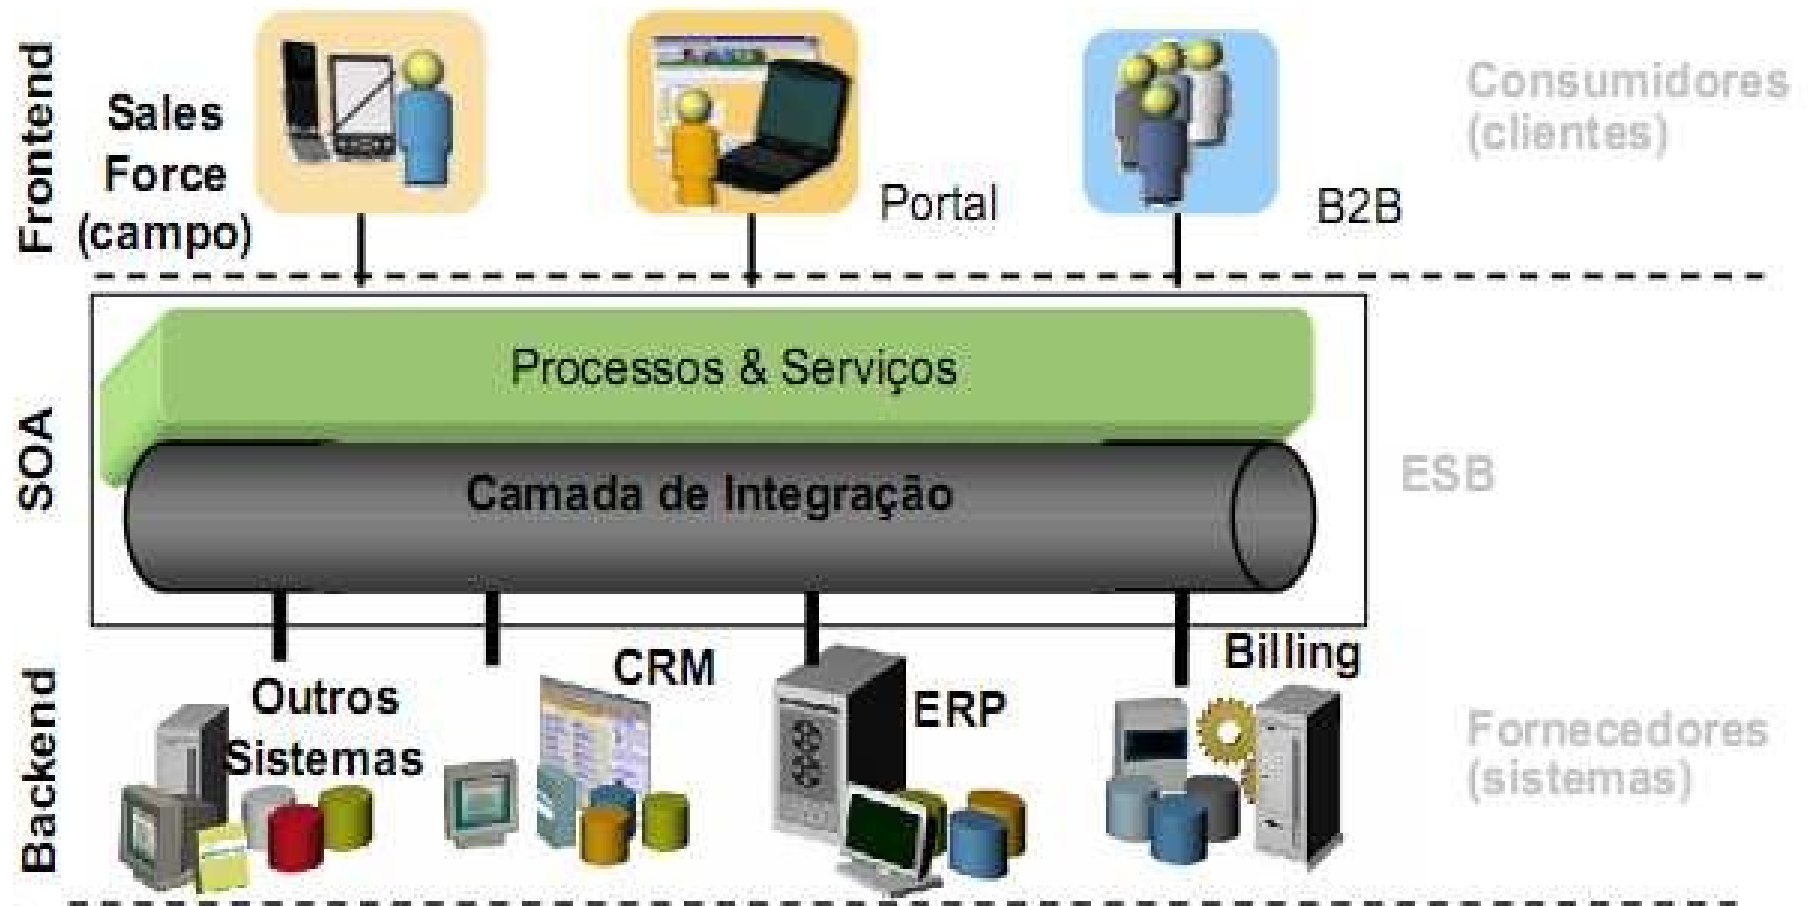 Frontend
Sales
Force
(campo)
Portal
B2B
Consumidores
(clientes)
SOA
Processos & Serviços
Camada de Integração
ESB
Backend
Outros
Sistemas
CRM
ERP
Billing
Fornecedores
(sistemas)